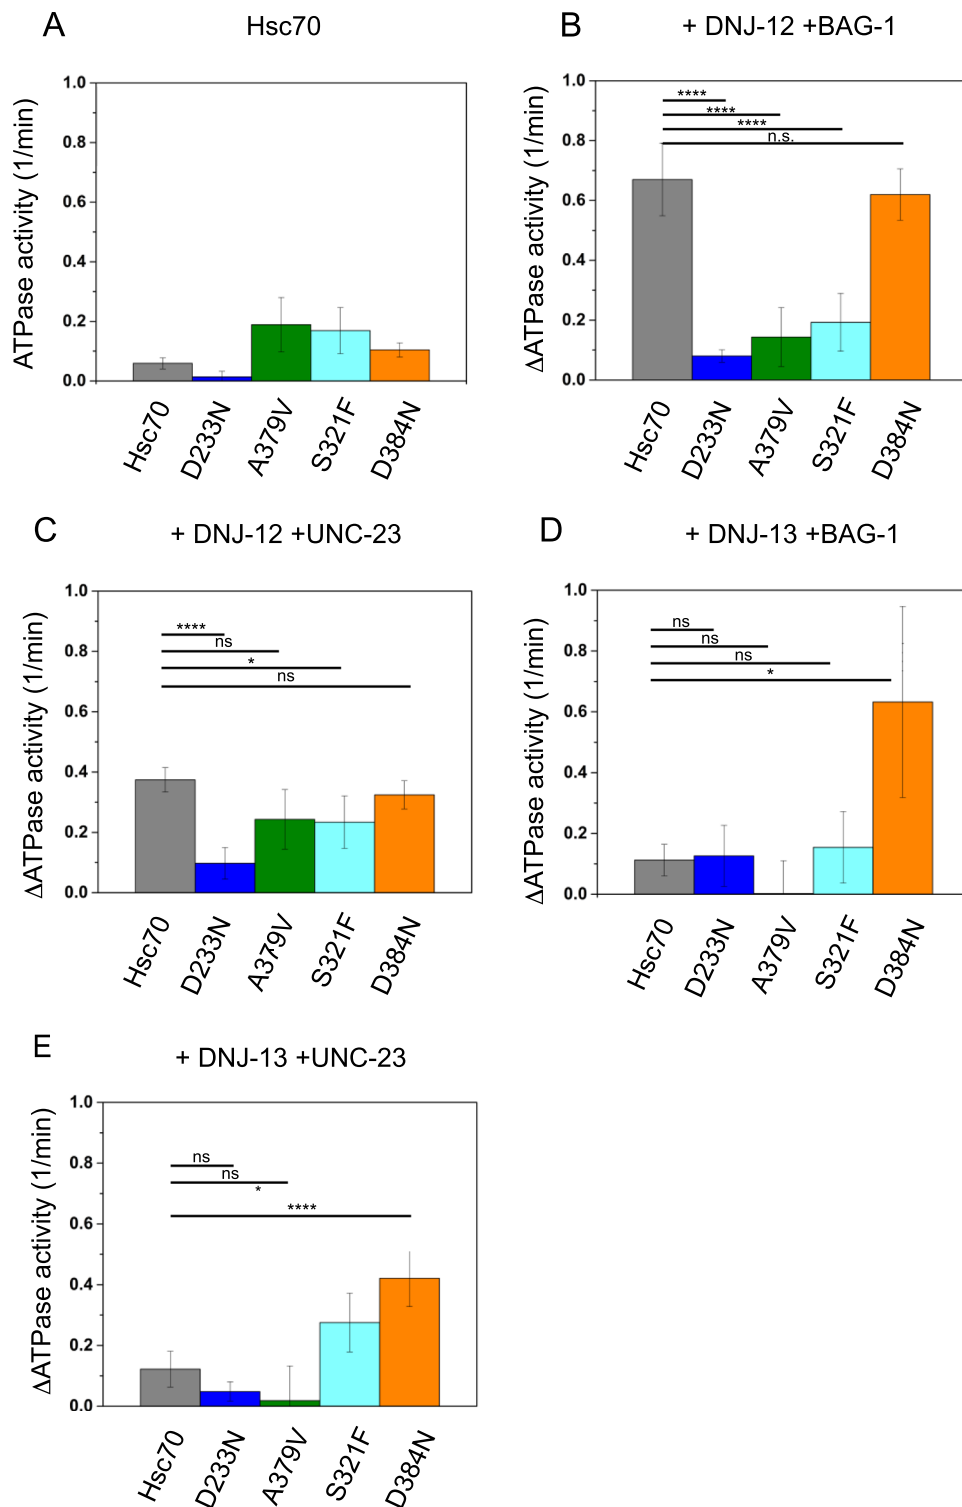 A
Hsc70
ATPase activity (1/min)
1.0
0.8
0.6
0.4
0.2
0.0
Hsc70
D233N
A379V
S321F
D384N
B
+ DNJ-12 +BAG-1
ΔATPase activity (1/min)
1.0
0.8
0.6
0.4
0.2
0.0
****
****
****
n.s.
Hsc70
D233N
A379V
S321F
D384N
C
+ DNJ-12 +UNC-23
ΔATPase activity (1/min)
1.0
0.8
0.6
0.4
0.2
0.0
****
ns
*
ns
Hsc70
D233N
A379V
S321F
D384N
D
+ DNJ-13 +BAG-1
ΔATPase activity (1/min)
1.0
0.8
0.6
0.4
0.2
0.0
ns
ns
ns
*
Hsc70
D233N
A379V
S321F
D384N
E
+ DNJ-13 +UNC-23
ΔATPase activity (1/min)
1.0
0.8
0.6
0.4
0.2
0.0
ns
ns
*
****
Hsc70
D233N
A379V
S321F
D384N